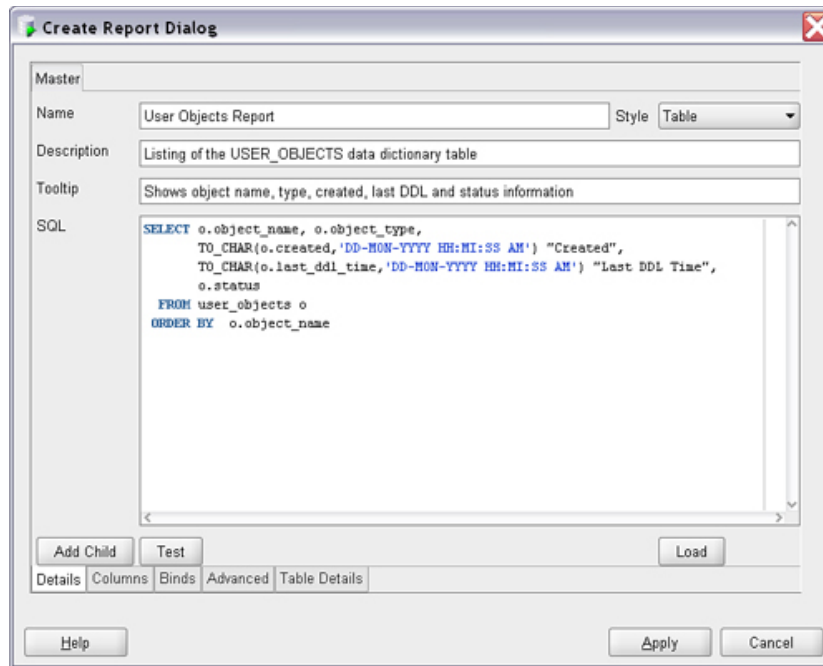 Create Report Dialog
Master
Name User Objects Report Style Table
Description Listing of the USER_OBJECTS data dictionary table
Tooltip Shows object name, type, created, last DDL and status information
SQL SELECT o.object_name, o.object_type,
TO_CHAR(o.created,'DD-MON-YYYY HH:MI:SS AM') "Created",
TO_CHAR(o.last_ddl_time,'DD-MON-YYYY HH:MI:SS AM') "Last DDL Time",
o.status
FROM user_objects o
ORDER BY o.object_name
Add Child Test Load
Details Columns Binds Advanced Table Details
Help Apply Cancel